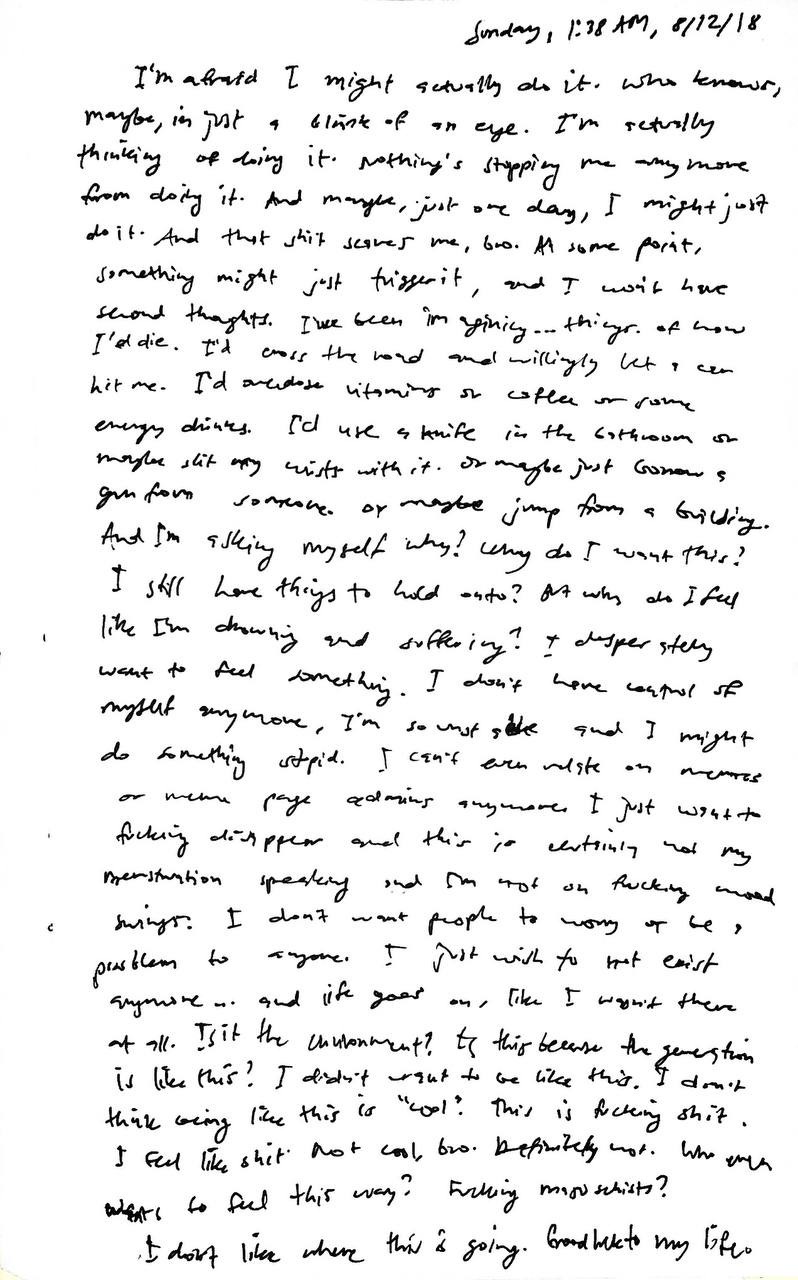 Sunday, 1:38 AM, 8/12/18
I'm afraid I might actually do it. Who knows,
maybe, in just a blink of an eye. I'm actually
thinking of doing it. Nothing's stopping me anymore
from doing it. And maybe, just one day, I might just
do it. And that shit scares me, bro. At some point,
something might just trigger it, and I won't have
second thoughts. I've been imagining... things. of how
I'd die. I'd cross the road and willingly let a car
hit me. I'd overdose vitamins or coffee or some
energy drinks. I'd use a knife in the bathroom or
maybe slit my wrists with it. Or maybe just borrow a
gun from someone. or maybe jump from a building.
And I'm asking myself why? Why do I want this?
I still have things to hold onto? But why do I feel
like I'm drowning and suffering? I desperately
want to feel something. I don't have control of
myself anymore, I'm so unstable and I might
do something stupid. I can't even relate on memes
or meme page admins anymore. I just want to
fucking disappear and this is certainly not my
menstruation speaking and I'm not on fucking mood
swings. I don't want people to worry or be a
problem to anyone. I just wish to not exist
anymore... and life goes on, like I wasn't there
at all. Is it the environment? Is this because the generation
is like this? I didn't want to be like this. I don't
think being like this is "cool". This is fucking shit.
I feel like shit. Not cool, bro. Definitely not. Who even
wants to feel this way? Fucking masochists?
I don't like where this is going. Good luck to my life.